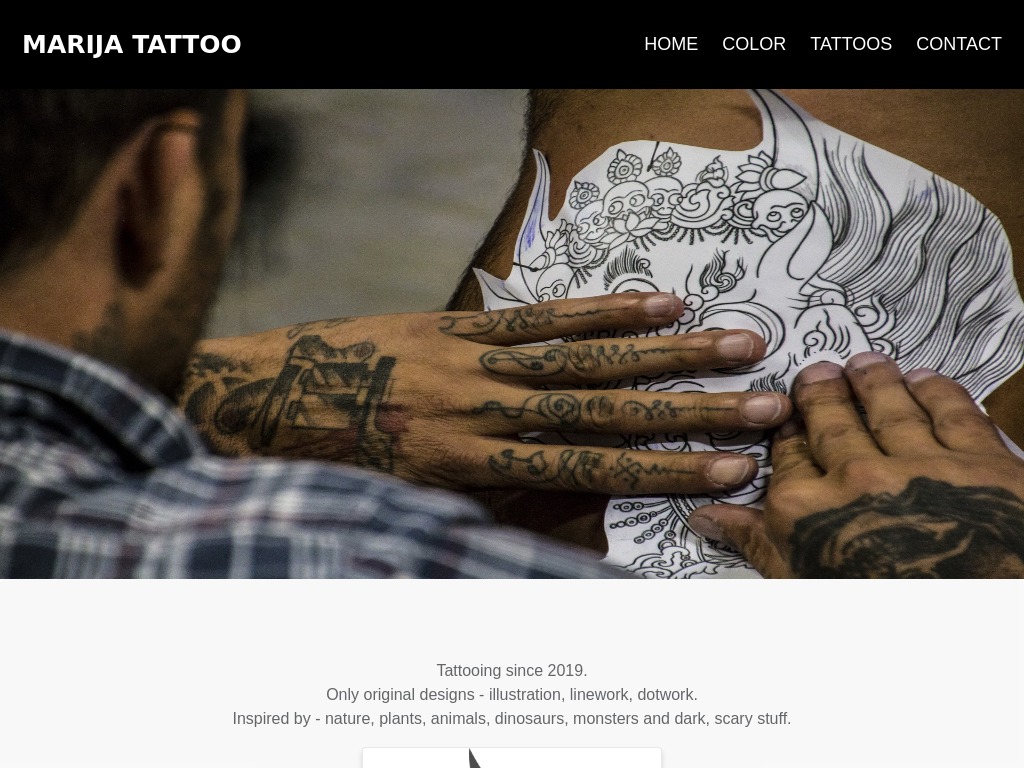 MARIJA TATTOO
HOME COLOR TATTOOS CONTACT
Tattooing since 2019.
Only original designs - illustration, linework, dotwork.
Inspired by - nature, plants, animals, dinosaurs, monsters and dark, scary stuff.